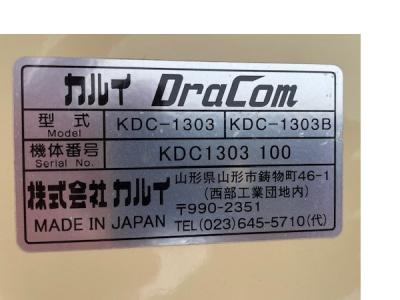 カルイ DraCom
型式 Model KDC-1303 KDC-1303B
機体番号 Serial No. KDC1303 100
株式会社 カルイ 山形県山形市鋳物町46-1
(西部工業団地内)
〒990-2351
MADE IN JAPAN TEL(023)645-5710(代)